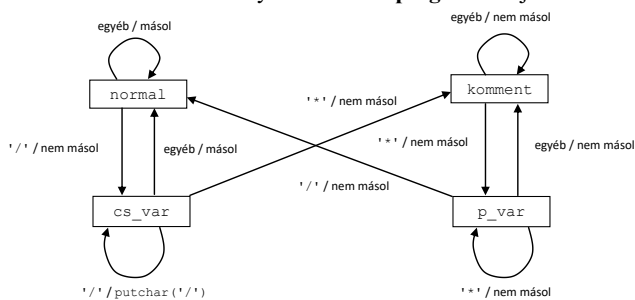 egyéb / másol
egyéb / nem másol
normal
komment
'*' / nem másol
'/' / nem másol
egyéb / másol
'*' / nem másol
egyéb / nem másol
'/' / nem másol
cs_var
p_var
'/' / putchar('/')
'*' / nem másol